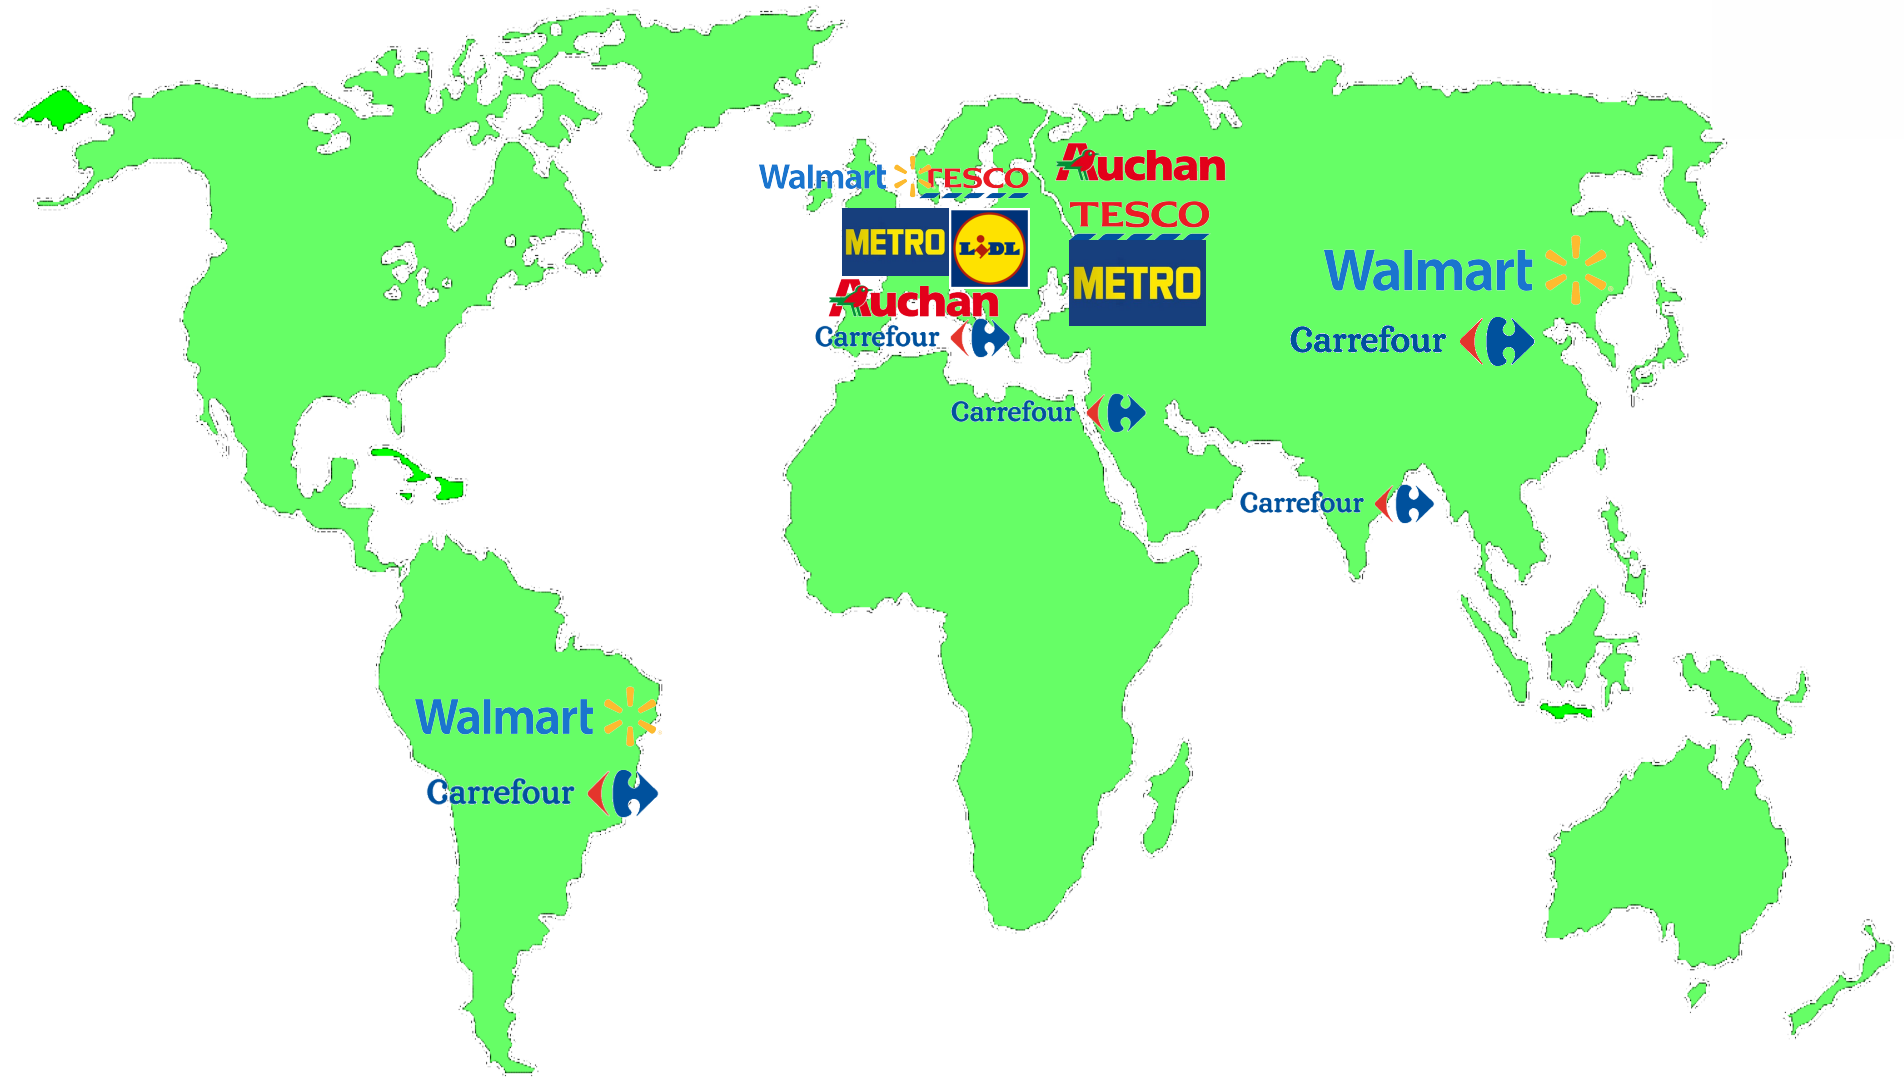 Auchan
Walmart TESCO
TESCO
METRO LIDL
Walmart
METRO
Auchan
Carrefour
Carrefour
Carrefour
Carrefour
Walmart
Carrefour